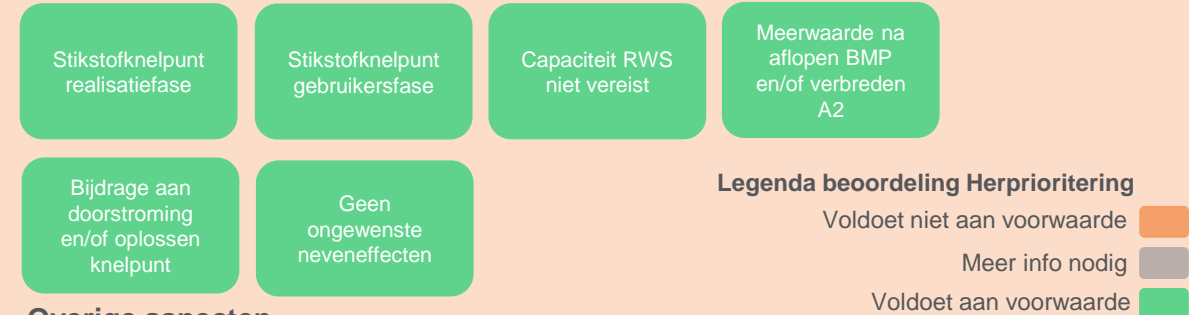 Stikstofknelpunt
realisatiefase
Stikstofknelpunt
gebruikersfase
Capaciteit RWS
niet vereist
Meerwaarde na
aflopen BMP
en/of verbreden
A2
Bijdrage aan
doorstroming
en/of oplossen
knelpunt
Geen
ongewenste
neveneffecten
Legenda beoordeling Herprioritering
Voldoet niet aan voorwaarde
Meer info nodig
Voldoet aan voorwaarde
Overige aspecten